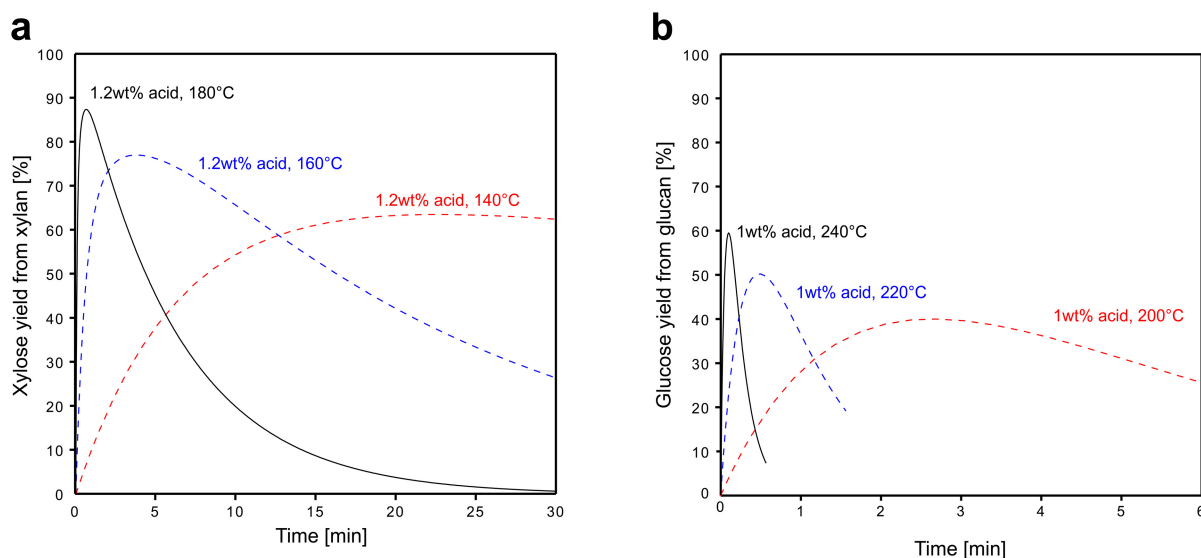 a
100
90
80
70
60
50
40
30
20
10
0
Xylose yield from xylan [%]
1.2wt% acid, 180°C
1.2wt% acid, 160°C
1.2wt% acid, 140°C
0 5 10 15 20 25 30
Time [min]
b
100
90
80
70
60
50
40
30
20
10
0
Glucose yield from glucan [%]
1wt% acid, 240°C
1wt% acid, 220°C
1wt% acid, 200°C
0 1 2 3 4 5 6
Time [min]